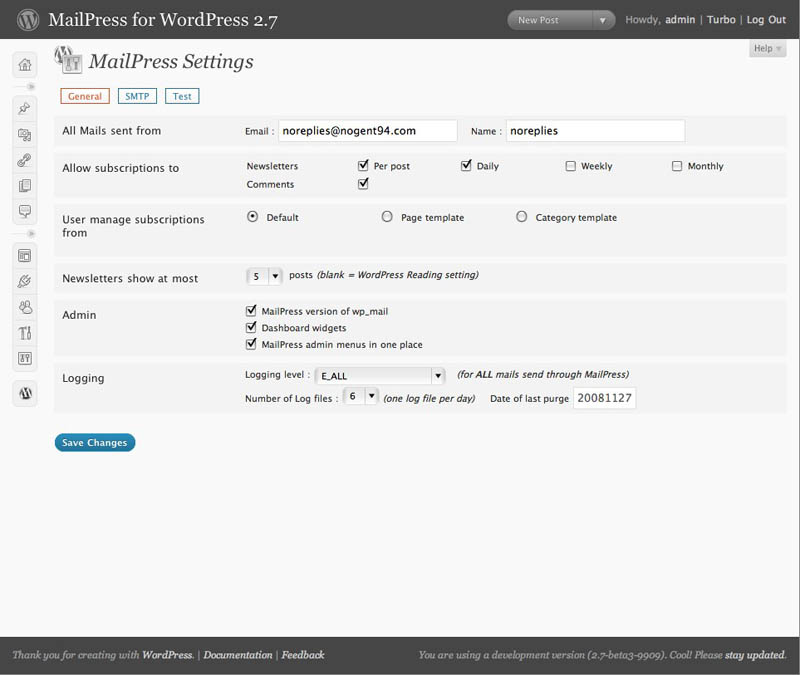 MailPress for WordPress 2.7
New Post
Howdy, admin | Turbo | Log Out
Help
MailPress Settings
General SMTP Test
All Mails sent from Email : noreplies@nogent94.com Name : noreplies
Allow subscriptions to Newsletters Per post Daily Weekly Monthly
Comments
User manage subscriptions from Default Page template Category template
Newsletters show at most 5 posts (blank = WordPress Reading setting)
Admin MailPress version of wp_mail
Dashboard widgets
MailPress admin menus in one place
Logging Logging level : E_ALL (for ALL mails send through MailPress)
Number of Log files : 6 (one log file per day) Date of last purge 20081127
Save Changes
Thank you for creating with WordPress. | Documentation | Feedback
You are using a development version (2.7-beta3-9909). Cool! Please stay updated.